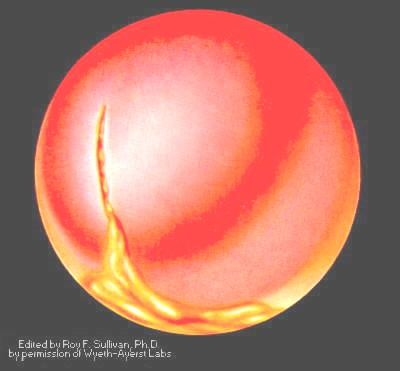 Edited by Roy F. Sullivan, Ph.D.
by permission of Wyeth-Ayerst Labs